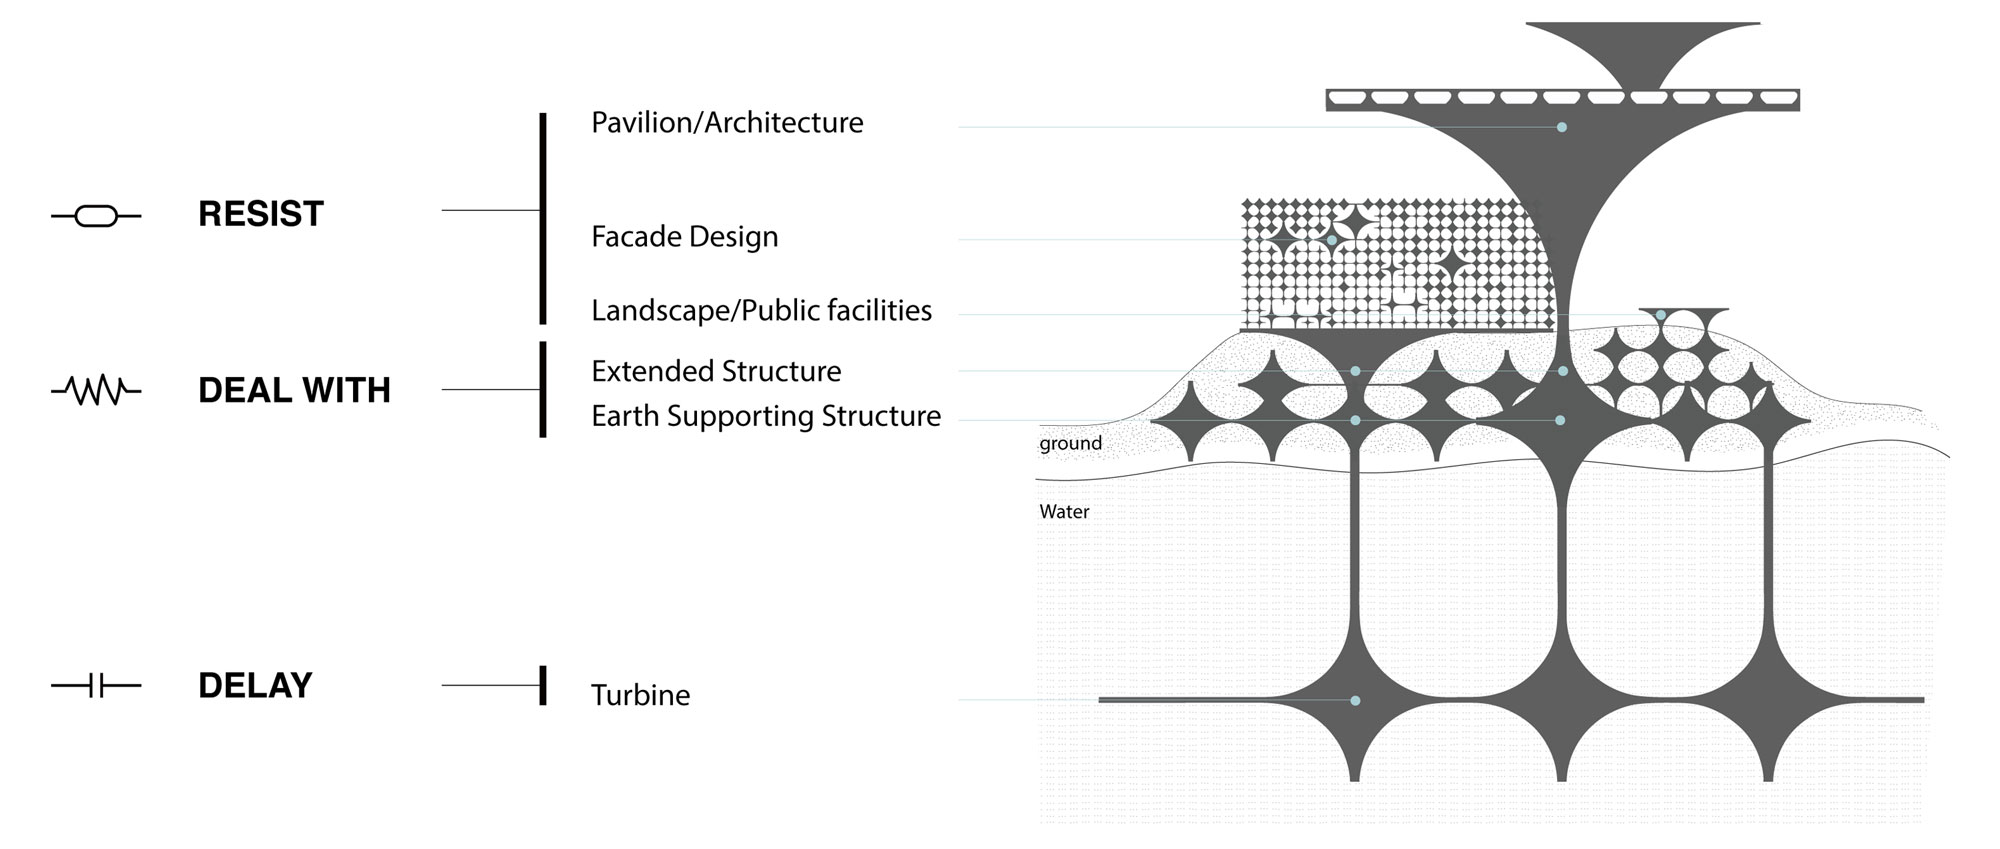 Pavilion/Architecture
RESIST
Facade Design
Landscape/Public facilities
Extended Structure
DEAL WITH
Earth Supporting Structure
ground
Water
DELAY
Turbine